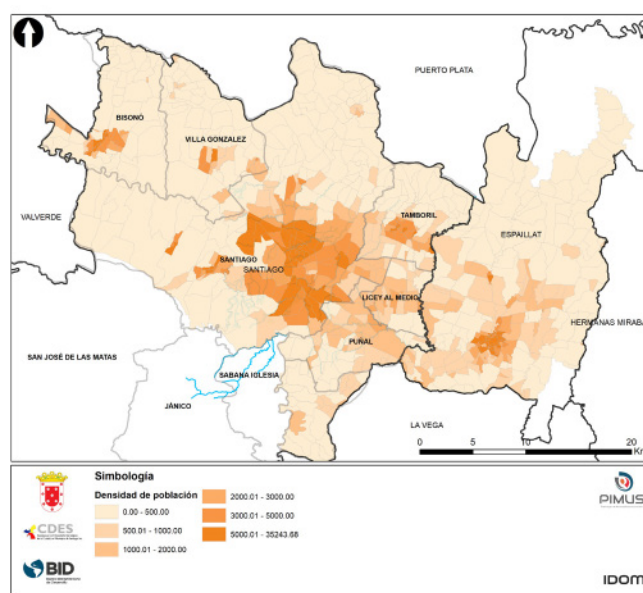 PUERTO PLATA
BISONÓ
VILLA GONZALEZ
VALVERDE
TAMBORIL
ESPAILLAT
SANTIAGO
SANTIAGO
LICEY AL MEDIO
HERMANAS MIRABA
PUÑAL
SAN JOSÉ DE LAS MATAS
SABANA IGLESIA
JÁNICO
LA VEGA
0 5 10 20
Km
Simbología
Densidad de población
0.00 - 500.00
500.01 - 1000.00
1000.01 - 2000.00
2000.01 - 3000.00
3000.01 - 5000.00
5000.01 - 35243.68
CDES
BID
PIMUS
IDOM